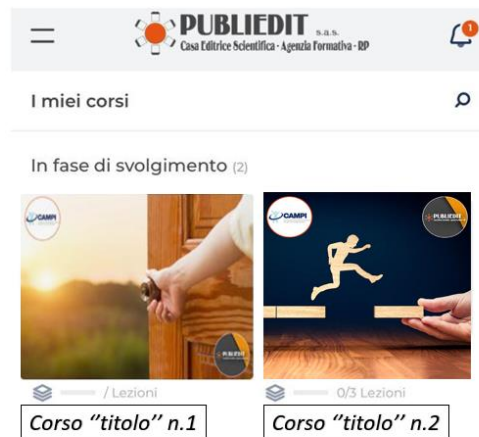 1
PUBLIEDIT s.a.s.
Casa Editrice Scientifica - Agenzia Formativa - RP
I miei corsi
In fase di svolgimento (2)
CAMPI
PUBLIEDIT
CAMPI
PUBLIEDIT
/ Lezioni
0/3 Lezioni
Corso ‘’titolo’’ n.1
Corso ‘’titolo’’ n.2